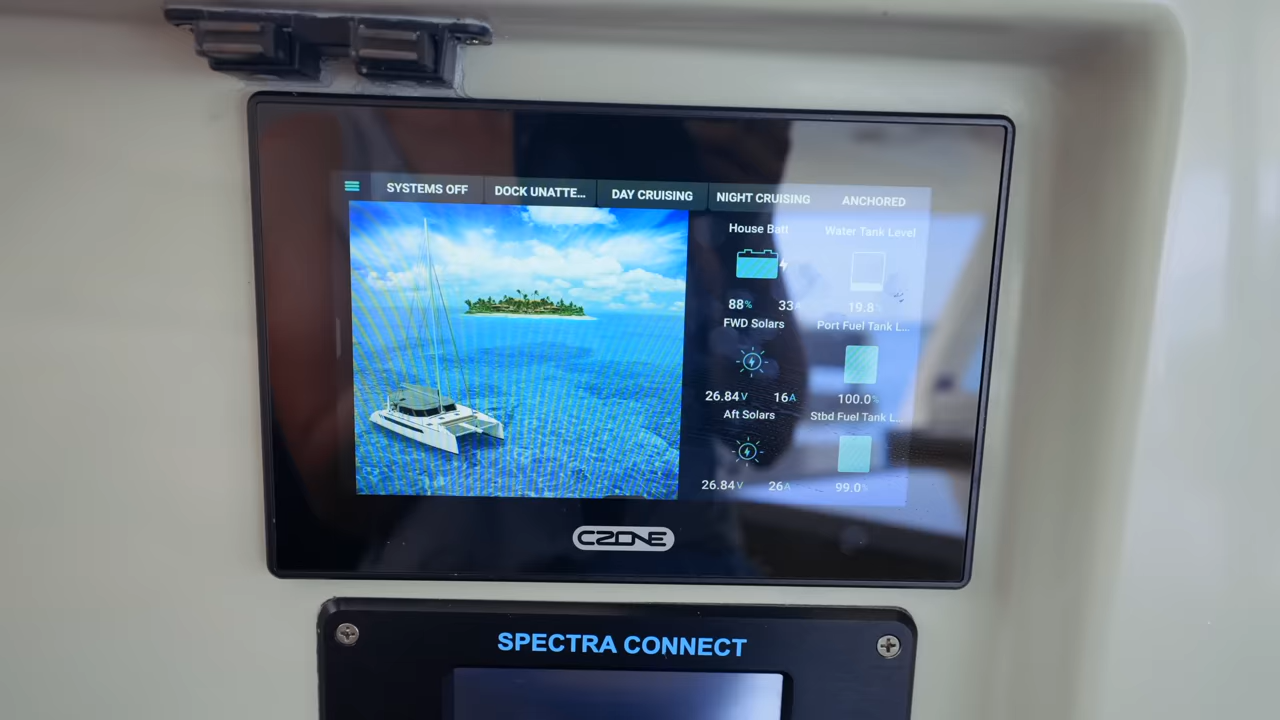 SYSTEMS OFF
DOCK UNATTE...
DAY CRUISING
NIGHT CRUISING
ANCHORED
House Batt
Water Tank Level
88%
33A
19.8%
FWD Solars
Port Fuel Tank L...
26.84V
16A
100.0%
Aft Solars
Stbd Fuel Tank L...
26.84V
26A
99.0%
CZONE
SPECTRA CONNECT